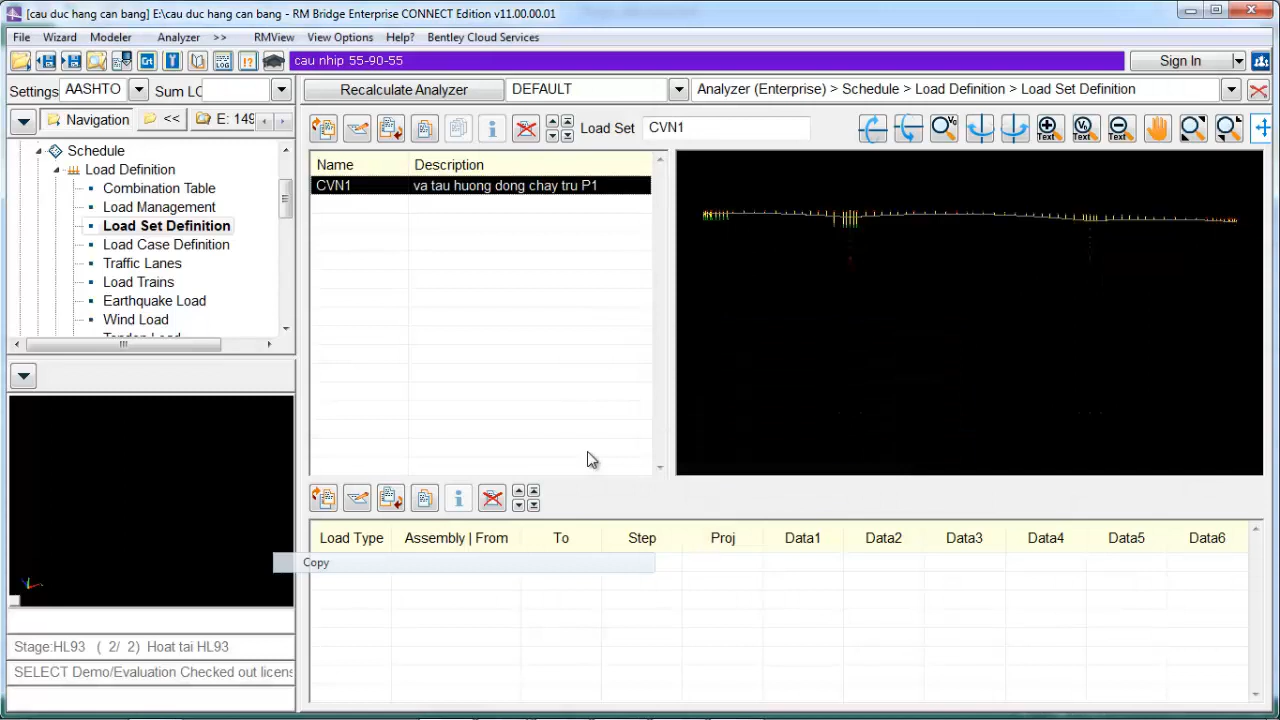 [cau duc hang can bang] E:\cau duc hang can bang - RM Bridge Enterprise CONNECT Edition v11.00.00.01
File Wizard Modeler Analyzer >> RMView View Options Help? Bentley Cloud Services
Crt LOG !? cau nhip 55-90-55 Sign In
Settings AASHTO Sum LC Recalculate Analyzer DEFAULT Analyzer (Enterprise) > Schedule > Load Definition > Load Set Definition
Navigation << E: 149
Load Set CVN1
Text Text Text
Schedule
Load Definition
Combination Table
Load Management
Load Set Definition
Load Case Definition
Traffic Lanes
Load Trains
Earthquake Load
Wind Load
Name Description
CVN1 va tau huong dong chay tru P1
Load Type Assembly | From To Step Proj Data1 Data2 Data3 Data4 Data5 Data6
Copy
Stage:HL93 ( 2/ 2) Hoat tai HL93
SELECT Demo/Evaluation Checked out licens